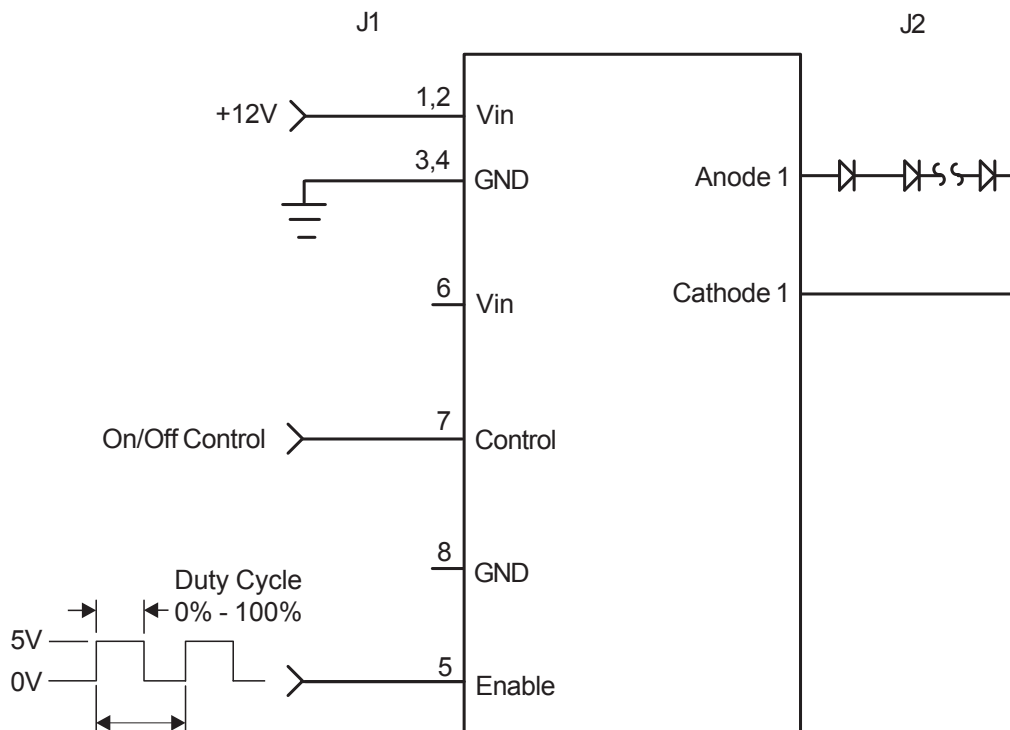 J1
J2
+12V
1,2
Vin
3,4
GND
Anode 1
6
Vin
Cathode 1
On/Off Control
7
Control
8
GND
Duty Cycle
0% - 100%
5V
0V
5
Enable